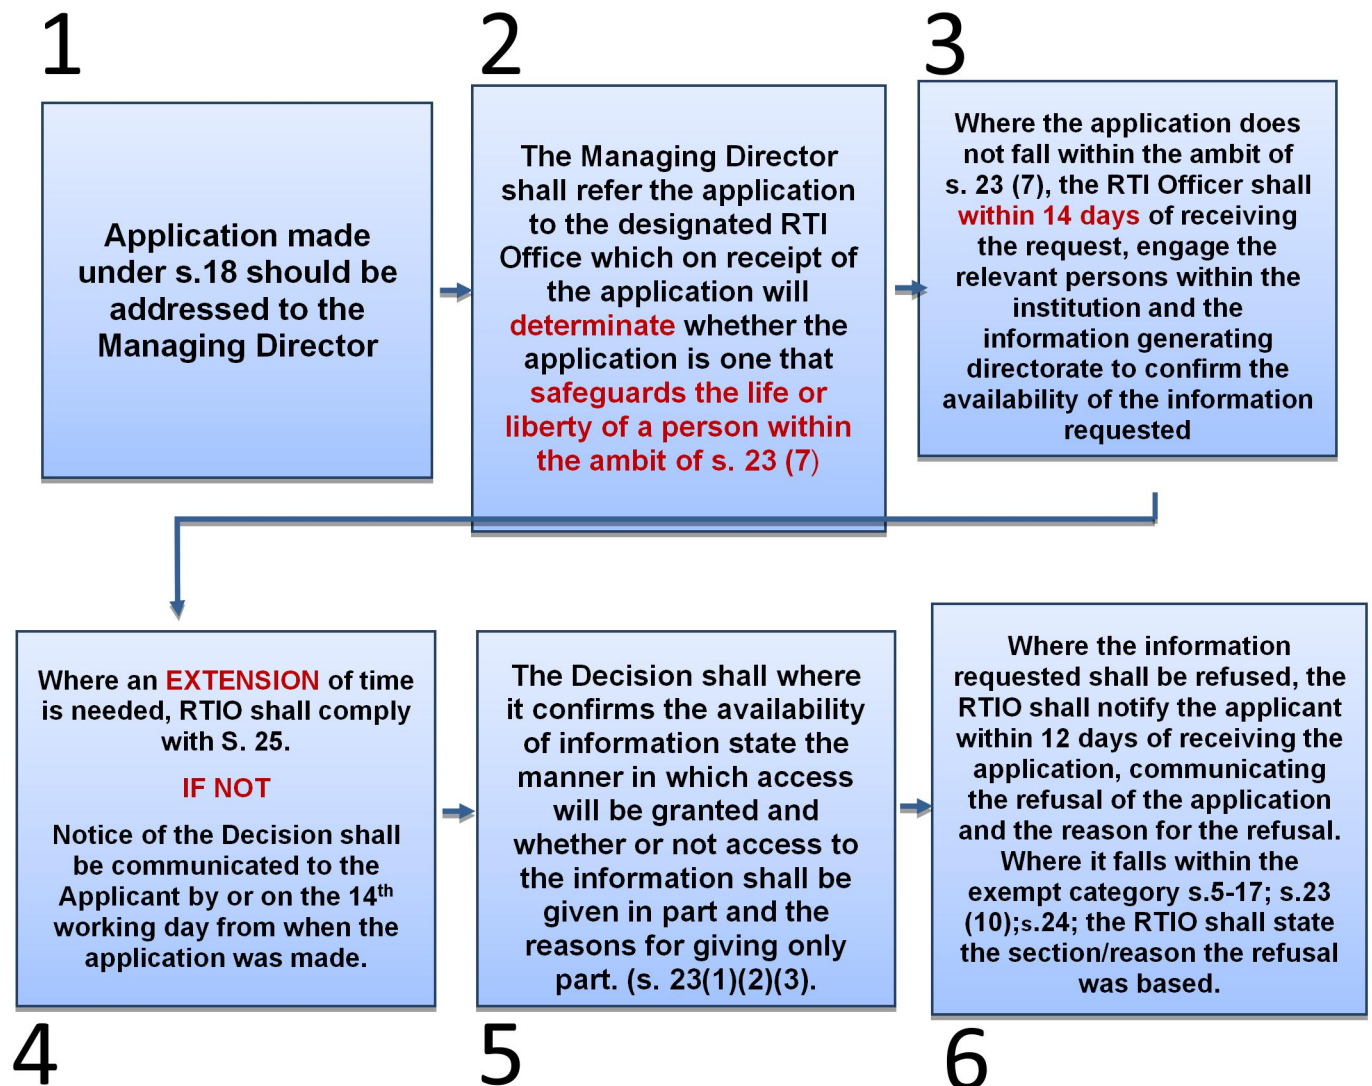 1
Application made
under s.18 should be
addressed to the
Managing Director
2
The Managing Director
shall refer the application
to the designated RTI
Office which on receipt of
the application will
determinate whether the
application is one that
safeguards the life or
liberty of a person within
the ambit of s. 23 (7)
3
Where the application does
not fall within the ambit of
s. 23 (7), the RTI Officer shall
within 14 days of receiving
the request, engage the
relevant persons within the
institution and the
information generating
directorate to confirm the
availability of the information
requested
Where an EXTENSION of time
is needed, RTIO shall comply
with S. 25.
IF NOT
Notice of the Decision shall
be communicated to the
Applicant by or on the 14th
working day from when the
application was made.
4
The Decision shall where
it confirms the availability
of information state the
manner in which access
will be granted and
whether or not access to
the information shall be
given in part and the
reasons for giving only
part. (s. 23(1)(2)(3).
5
Where the information
requested shall be refused, the
RTIO shall notify the applicant
within 12 days of receiving the
application, communicating
the refusal of the application
and the reason for the refusal.
Where it falls within the
exempt category s.5-17; s.23
(10);s.24; the RTIO shall state
the section/reason the refusal
was based.
6